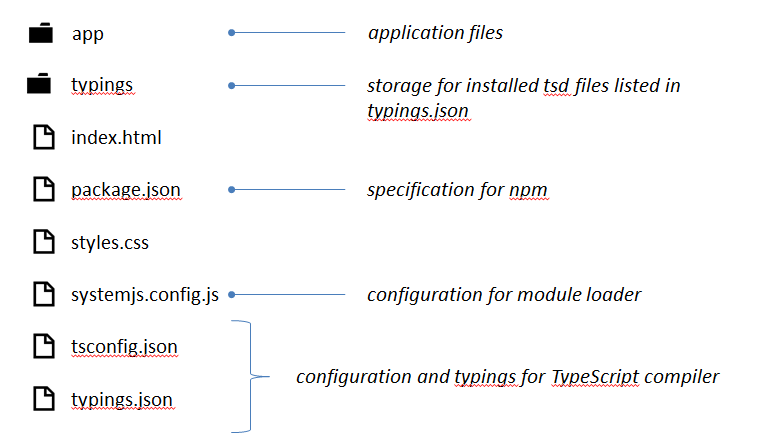 app
application files
typings
storage for installed tsd files listed in
typings.json
index.html
package.json
specification for npm
styles.css
systemjs.config.js
configuration for module loader
tsconfig.json
configuration and typings for TypeScript compiler
typings.json